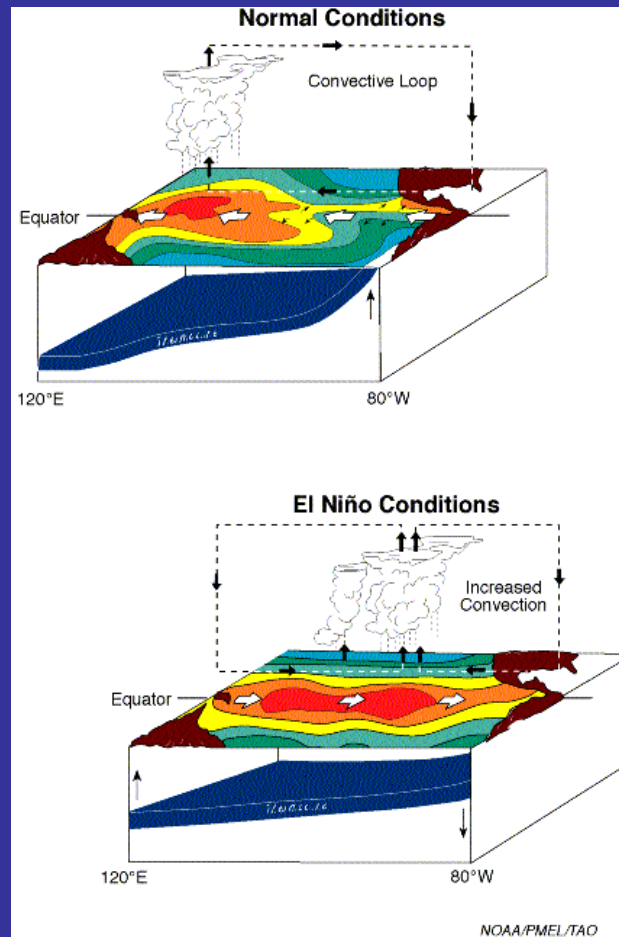 Normal Conditions
Convective Loop
Equator
120°E
80°W
El Niño Conditions
Increased
Convection
Equator
120°E
80°W
NOAA/PMEL/TAO